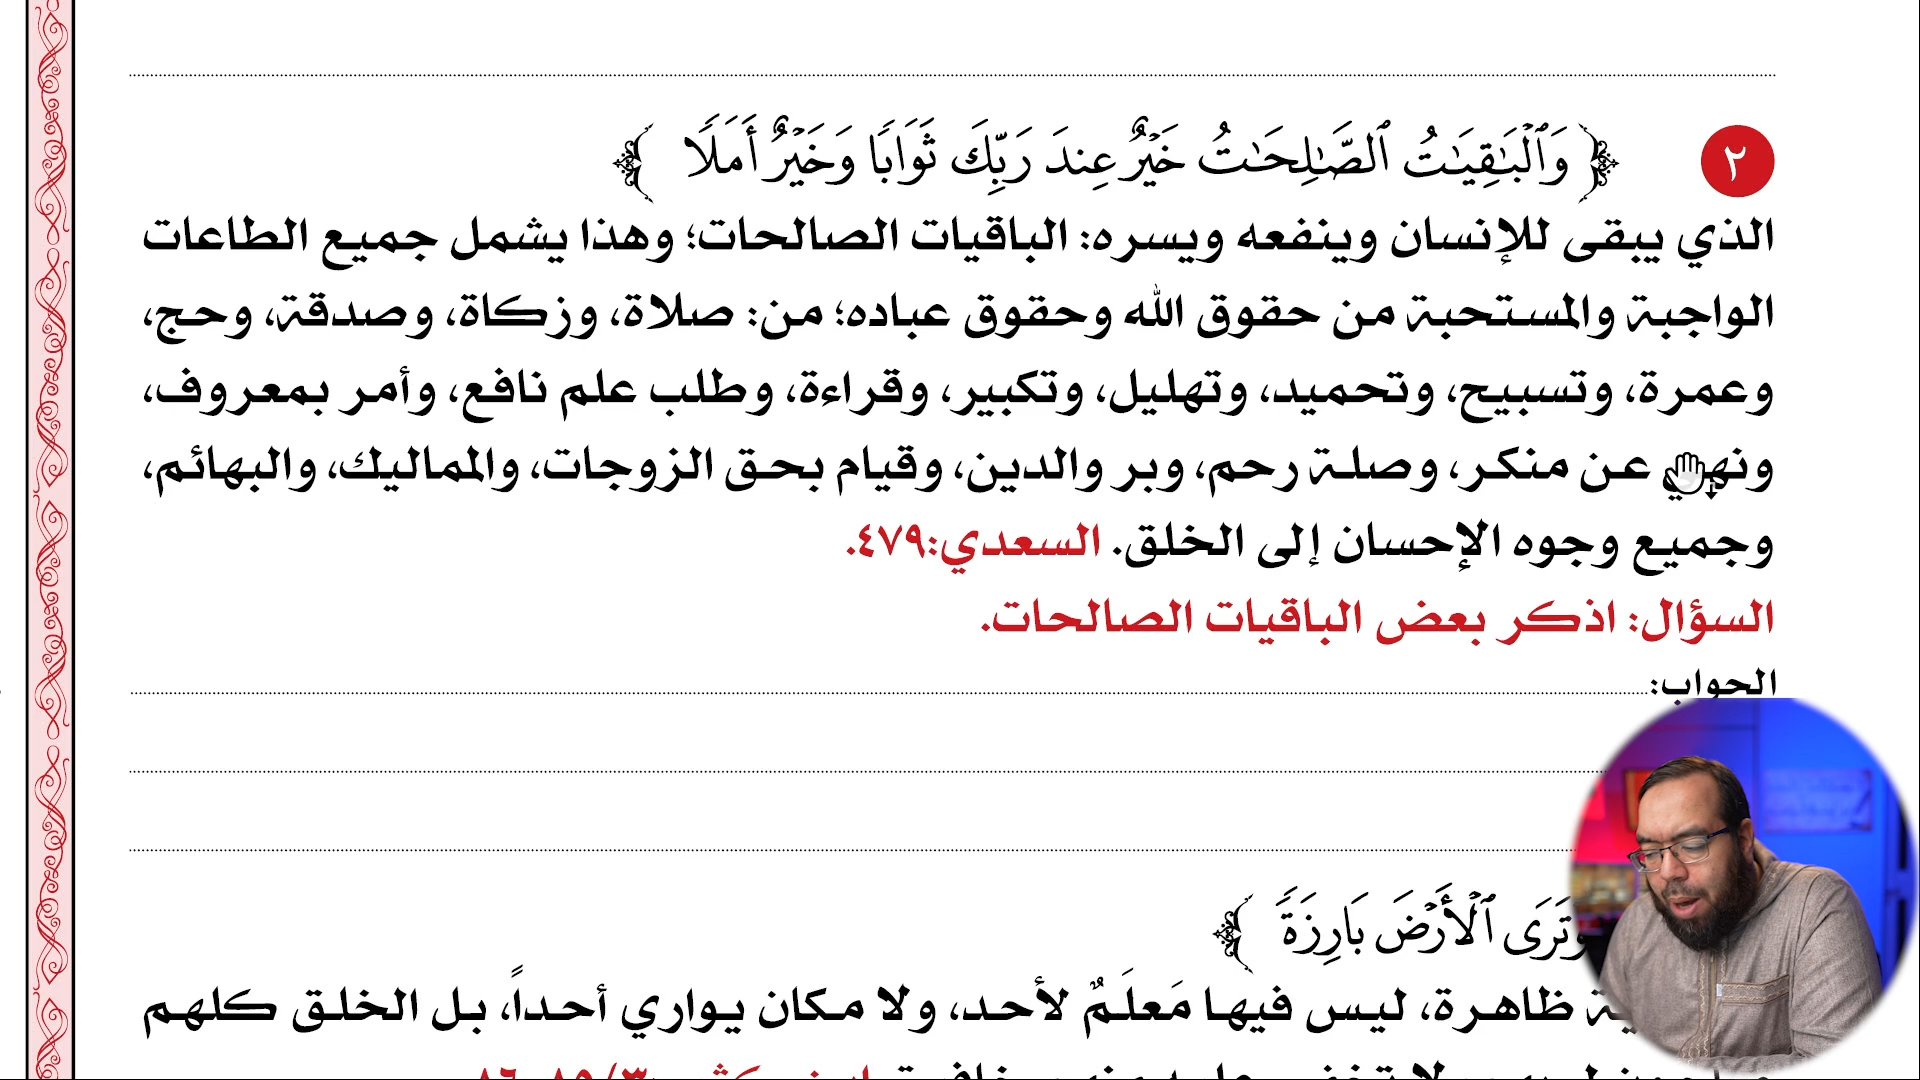 ٢ ﴿ وَٱلْبَٰقِيَٰتُ ٱلصَّٰلِحَٰتُ خَيْرٌ عِندَ رَبِّكَ ثَوَابًا وَخَيْرٌ أَمَلًا ﴾
الذي يبقى للإنسان وينفعه ويسره: الباقيات الصالحات؛ وهذا يشمل جميع الطاعات
الواجبة والمستحبة من حقوق الله وحقوق عباده؛ من: صلاة، وزكاة، وصدقة، وحج،
وعمرة، وتسبيح، وتحميد، وتهليل، وتكبير، وقراءة، وطلب علم نافع، وأمر بمعروف،
ونهي عن منكر، وصلة رحم، وبر والدين، وقيام بحق الزوجات، والمماليك، والبهائم،
وجميع وجوه الإحسان إلى الخلق. السعدي:٤٧٩.
السؤال: اذكر بعض الباقيات الصالحات.
الجواب:
وَتَرَى ٱلْأَرْضَ بَارِزَةً ﴾
ظاهرة، ليس فيها مَعلَمٌ لأحد، ولا مكان يواري أحداً، بل الخلق كلهم